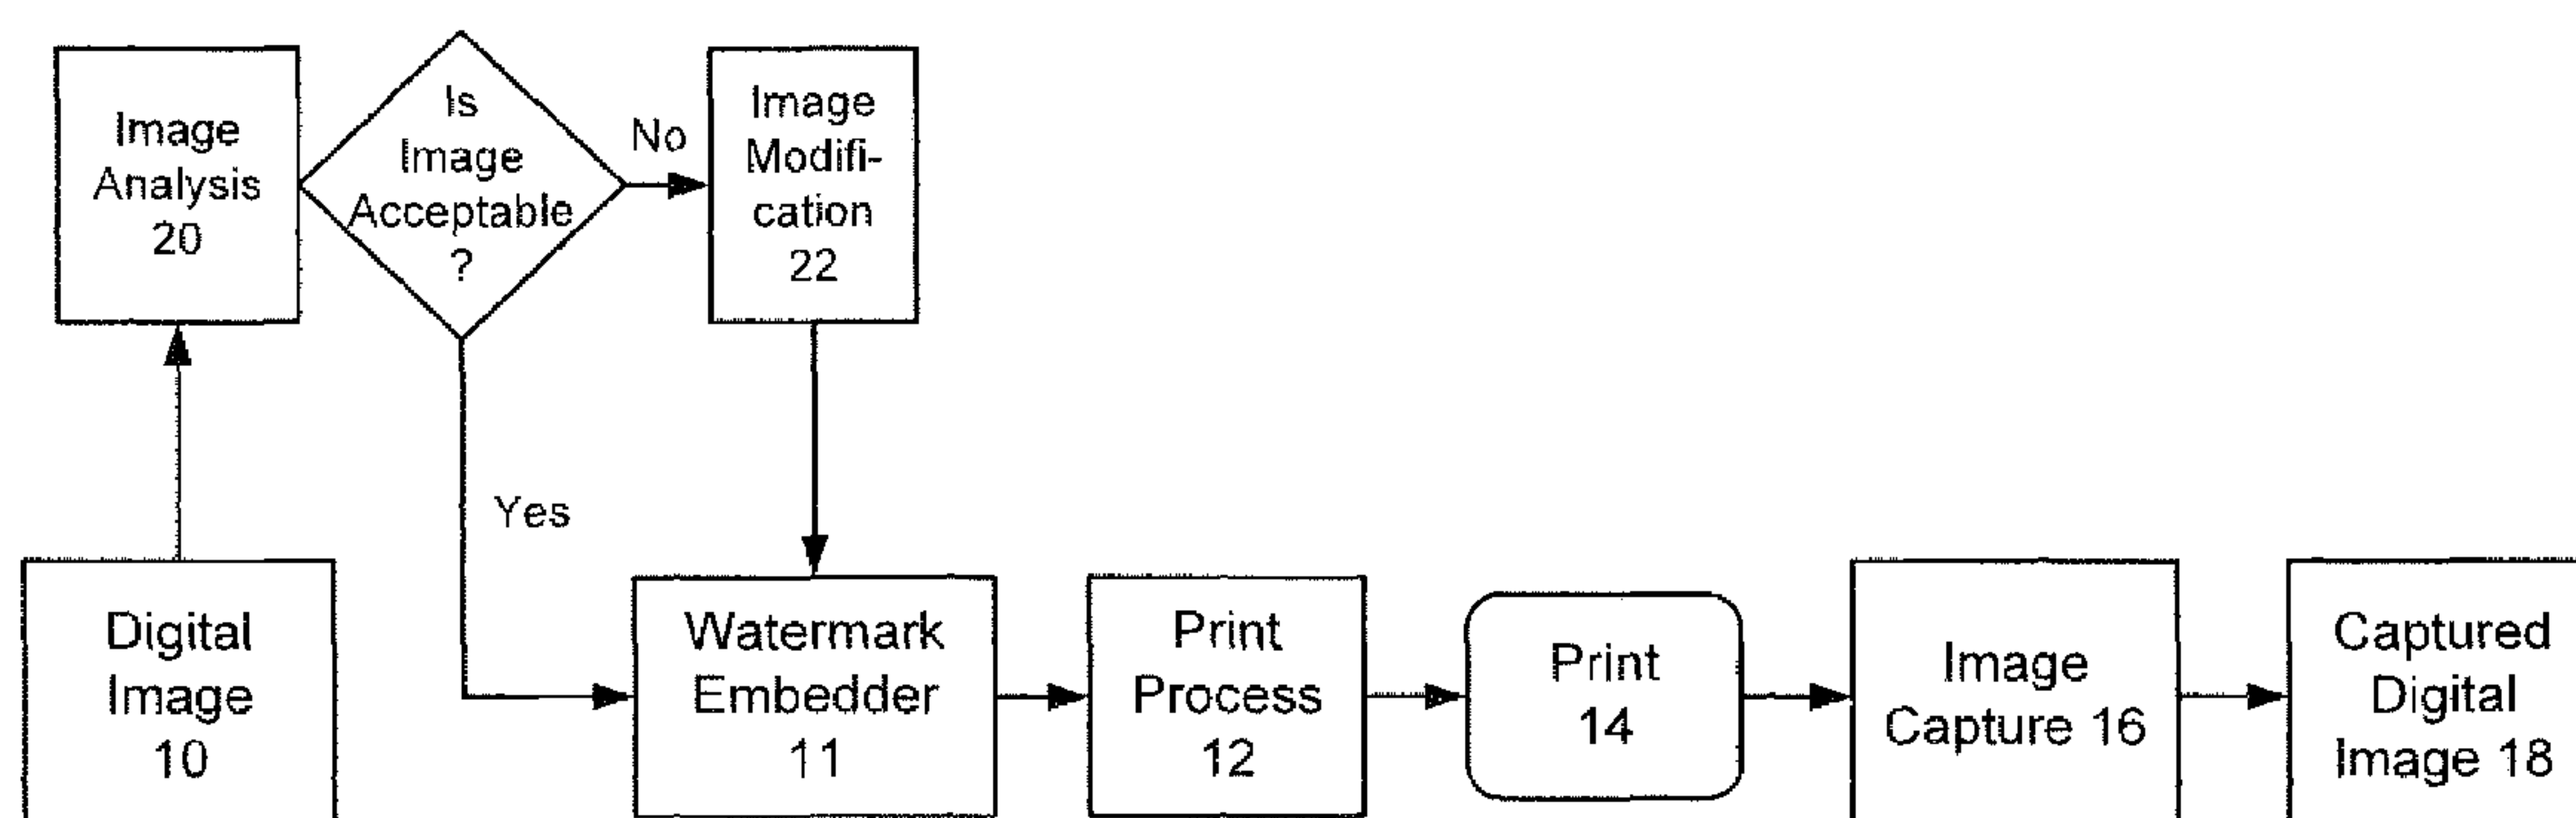 Image
Analysis
20
Is
Image
Acceptable
?
No
Image
Modifi-
cation
22
Yes
Digital
Image
10
Watermark
Embedder
11
Print
Process
12
Print
14
Image
Capture 16
Captured
Digital
Image 18